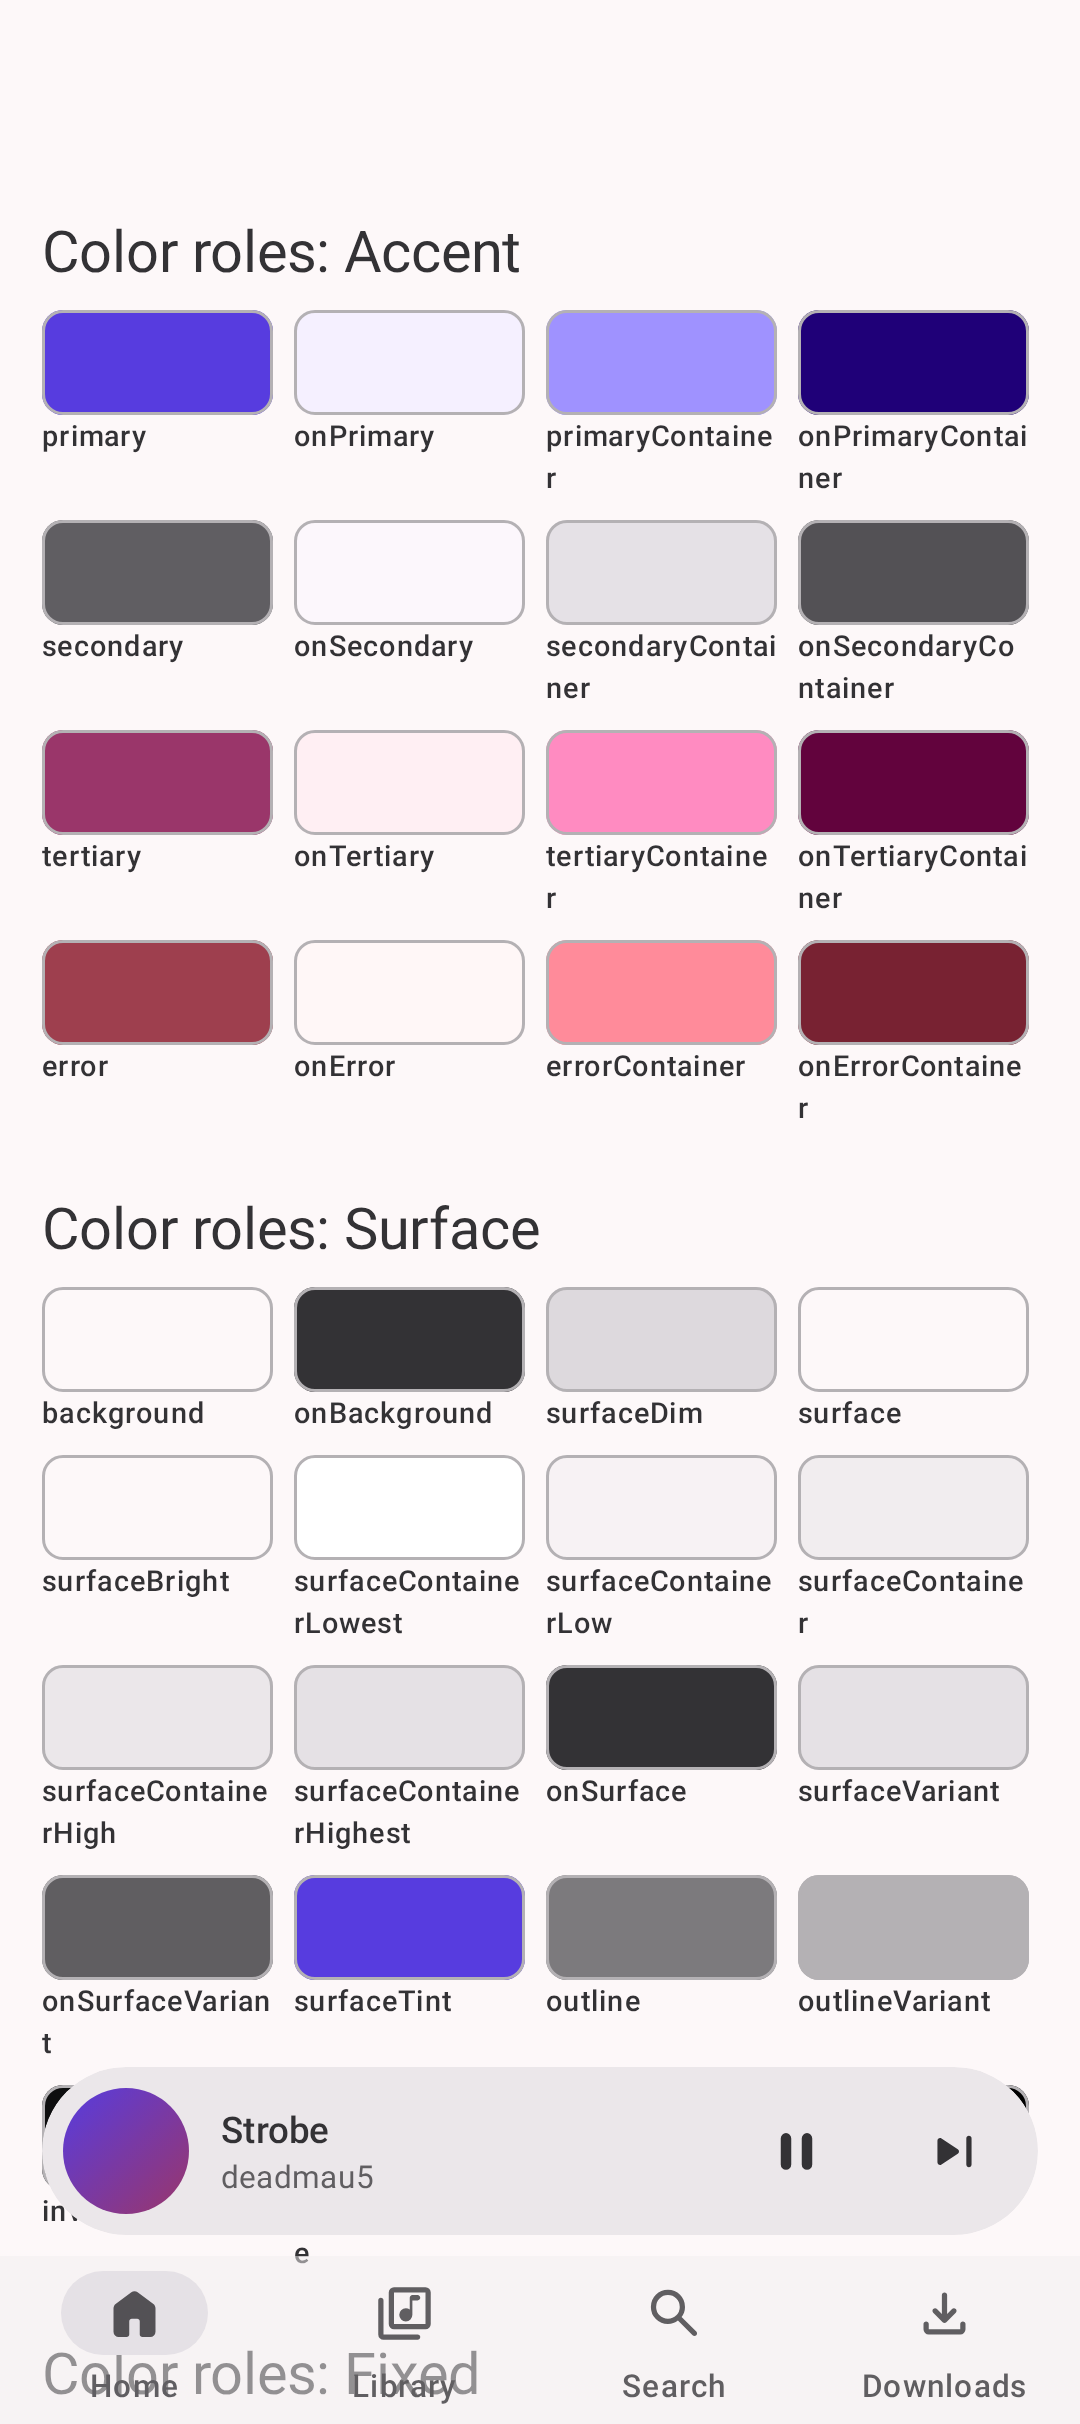 Color roles: Accent
primary
onPrimary
primaryContaine
r
onPrimaryContai
ner
secondary
onSecondary
secondaryContai
ner
onSecondaryCo
ntainer
tertiary
onTertiary
tertiaryContaine
r
onTertiaryContai
ner
error
onError
errorContainer
onErrorContaine
r
Color roles: Surface
background
onBackground
surfaceDim
surface
surfaceBright
surfaceContaine
rLowest
surfaceContaine
rLow
surfaceContaine
r
surfaceContaine
rHigh
surfaceContaine
rHighest
onSurface
surfaceVariant
onSurfaceVarian
t
surfaceTint
outline
outlineVariant
Strobe
deadmau5
e
Color roles: Fixed
Home
Library
Search
Downloads